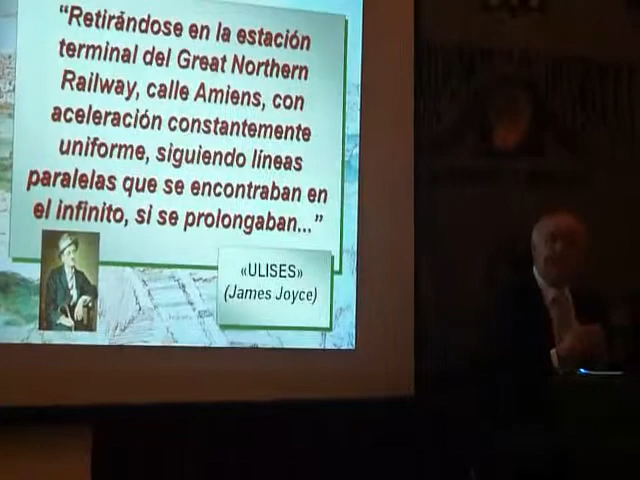 “Retirándose en la estación
terminal del Great Northern
Railway, calle Amiens, con
aceleración constantemente
uniforme, siguiendo líneas
paralelas que se encontraban en
el infinito, si se prolongaban...”
«ULISES»
(James Joyce)